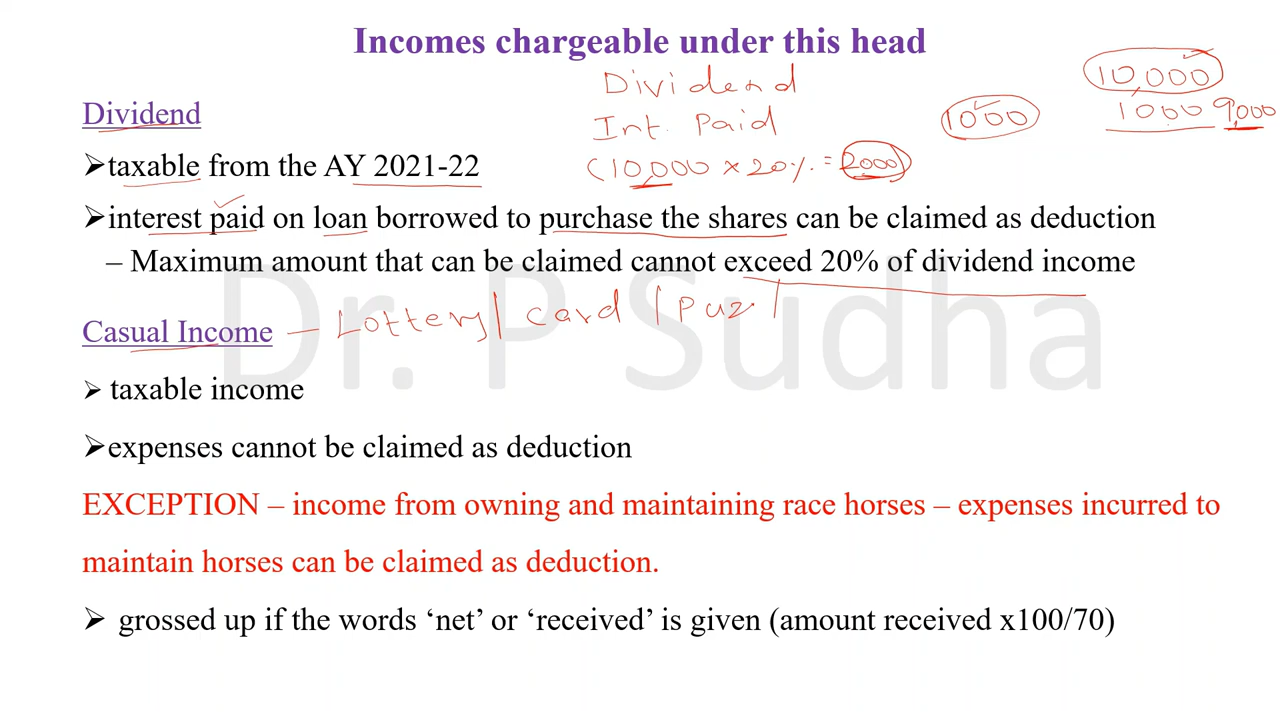 Incomes chargeable under this head
Dividend
10,000
Dividend
1000 9,000
Int. Paid
1000
➢taxable from the AY 2021-22
(10,000 x 20% = 2000)
➢interest paid on loan borrowed to purchase the shares can be claimed as deduction
– Maximum amount that can be claimed cannot exceed 20% of dividend income
Casual Income – Lottery | card | puz |
Dr. P Sudha
➢ taxable income
➢expenses cannot be claimed as deduction
EXCEPTION – income from owning and maintaining race horses – expenses incurred to
maintain horses can be claimed as deduction.
➢ grossed up if the words ‘net’ or ‘received’ is given (amount received x100/70)